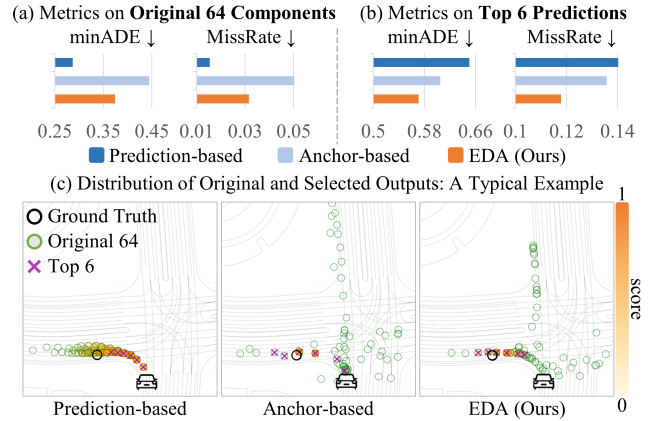 (a) Metrics on Original 64 Components
(b) Metrics on Top 6 Predictions
minADE ↓ MissRate ↓ minADE ↓ MissRate ↓
0.25 0.35 0.45 0.01 0.03 0.05 0.5 0.58 0.66 0.1 0.12 0.14
Prediction-based Anchor-based EDA (Ours)
(c) Distribution of Original and Selected Outputs: A Typical Example
Ground Truth
Original 64
Top 6
1
score
0
Prediction-based Anchor-based EDA (Ours)